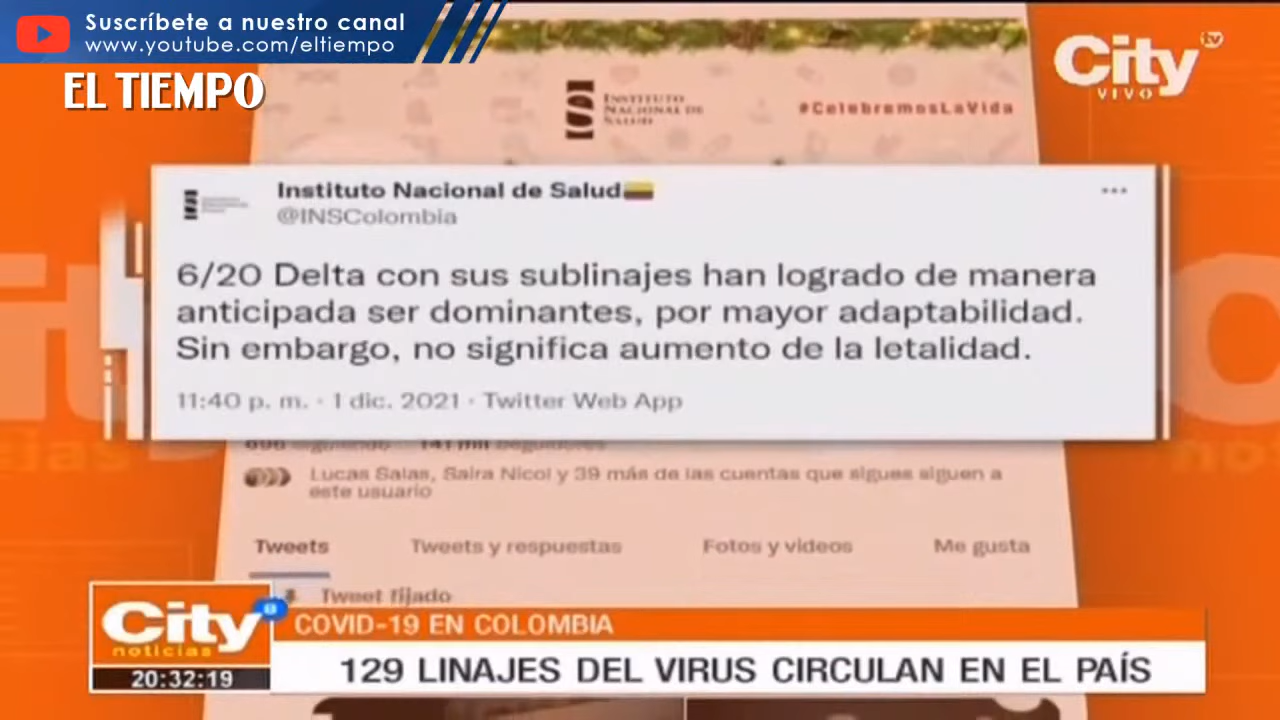 Suscríbete a nuestro canal
www.youtube.com/eltiempo
EL TIEMPO
City tv
VIVO
INSTITUTO
NACIONAL DE
SALUD
#CelebremosLaVida
Instituto Nacional de Salud
@INSColombia
6/20 Delta con sus sublinajes han logrado de manera
anticipada ser dominantes, por mayor adaptabilidad.
Sin embargo, no significa aumento de la letalidad.
11:40 p. m. · 1 dic. 2021 · Twitter Web App
Lucas Salas, Saira Nicol y 39 más de las cuentas que sigues siguen a
este usuario
Tweets
Tweets y respuestas
Fotos y videos
Me gusta
Tweet fijado
City
noticias
20:32:19
COVID-19 EN COLOMBIA
129 LINAJES DEL VIRUS CIRCULAN EN EL PAÍS